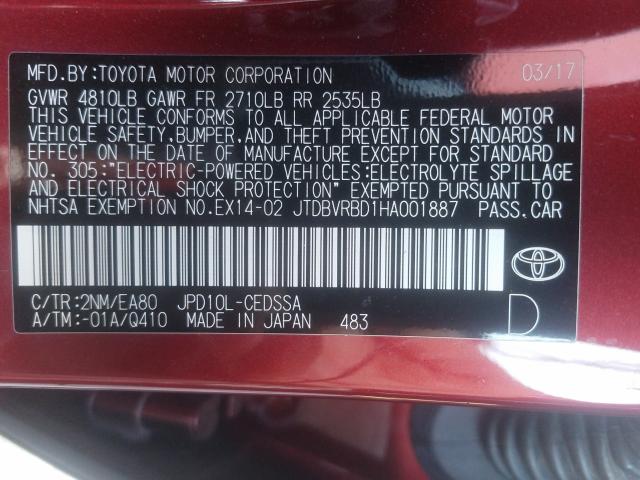 MFD.BY:TOYOTA MOTOR CORPORATION 03/17
GVWR 4810LB GAWR FR 2710LB RR 2535LB
THIS VEHICLE CONFORMS TO ALL APPLICABLE FEDERAL MOTOR
VEHICLE SAFETY,BUMPER,AND THEFT PREVENTION STANDARDS IN
EFFECT ON THE DATE OF MANUFACTURE EXCEPT FOR STANDARD
NO. 305:"ELECTRIC-POWERED VEHICLES:ELECTROLYTE SPILLAGE
AND ELECTRICAL SHOCK PROTECTION" EXEMPTED PURSUANT TO
NHTSA EXEMPTION NO.EX14-02 JTDBVRBD1HA001887 PASS.CAR
C/TR:2NM/EA80 JPD10L-CEDSSA
A/TM:-01A/Q410 MADE IN JAPAN 483
D